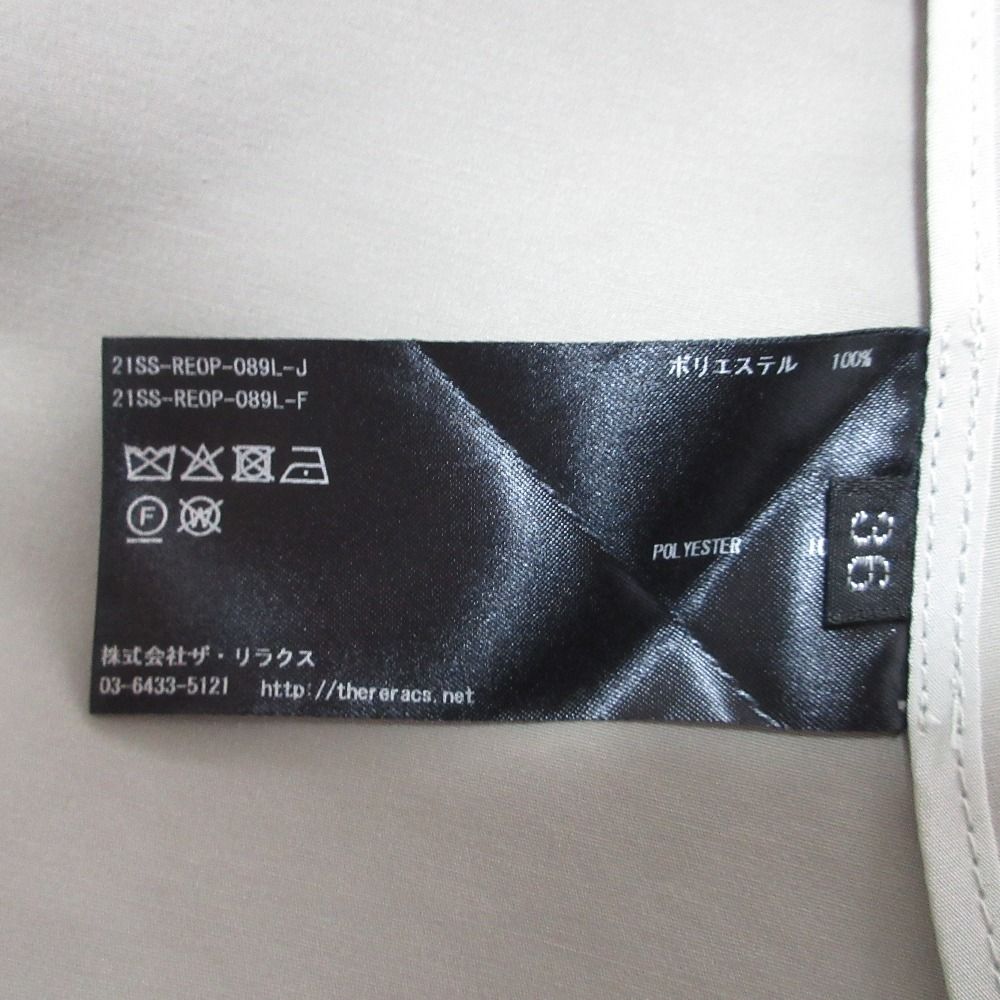 21SS-REOP-089L-J
21SS-REOP-089L-F
ポリエステル 100%
F
W
POLYESTER
36
株式会社ザ・リラクス
03-6433-5121 http://thereracs.net